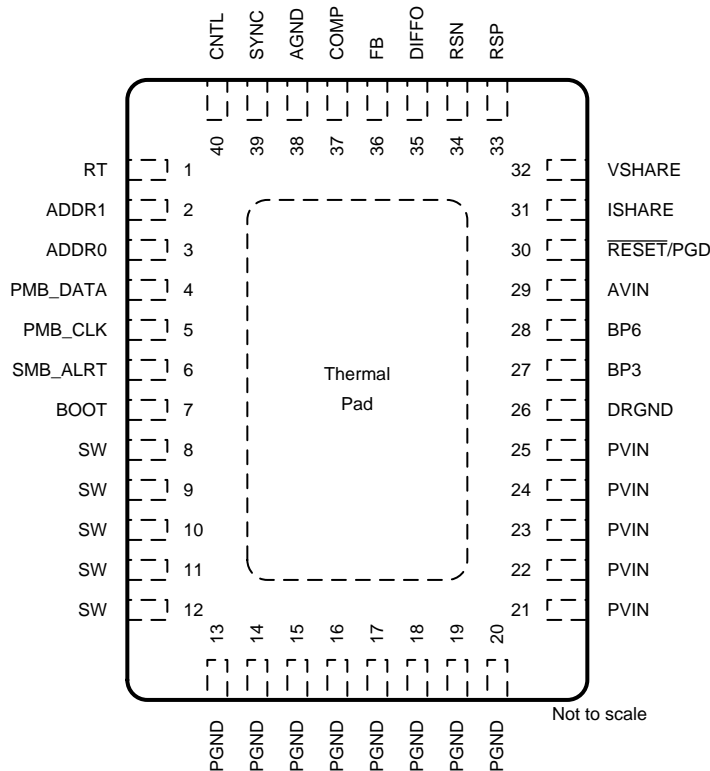 CNTL SYNC AGND COMP FB DIFFO RSN RSP
40 39 38 37 36 35 34 33
RT 1 32 VSHARE
ADDR1 2 31 ISHARE
ADDR0 3 30 RESET/PGD
PMB_DATA 4 29 AVIN
PMB_CLK 5 28 BP6
SMB_ALRT 6 27 BP3
Thermal
Pad
BOOT 7 26 DRGND
SW 8 25 PVIN
SW 9 24 PVIN
SW 10 23 PVIN
SW 11 22 PVIN
SW 12 21 PVIN
13 14 15 16 17 18 19 20
PGND PGND PGND PGND PGND PGND PGND PGND
Not to scale